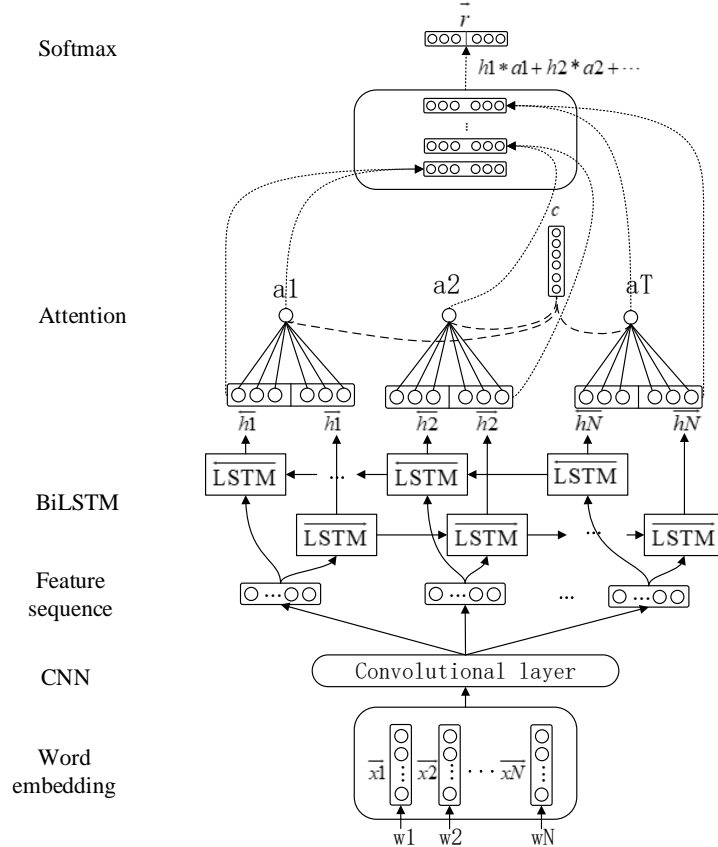 r
Softmax
h1*a1+h2*a2+…
⋮
c
a1 a2 aT
Attention
h1 h1 h2 h2 hN hN
LSTM … LSTM LSTM
BiLSTM
LSTM LSTM … LSTM
Feature
sequence
… … … …
CNN
Convolutional layer
Word
embedding
x1 x2 … xN
w1 w2 wN